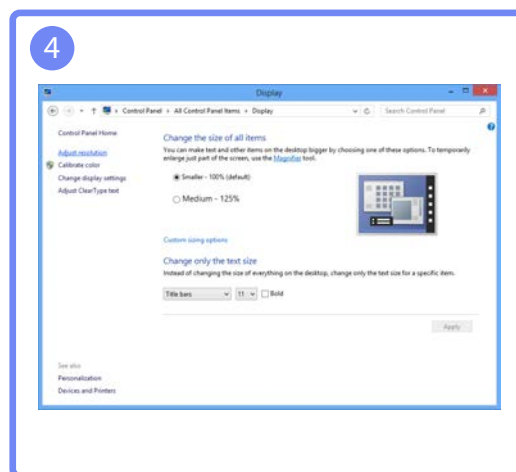 4
Display
Control Panel ▸ All Control Panel Items ▸ Display
Search Control Panel
Control Panel Home
Adjust resolution
Calibrate color
Change display settings
Adjust ClearType text
Change the size of all items
You can make text and other items on the desktop bigger by choosing one of these options. To temporarily
enlarge just part of the screen, use the Magnifier tool.
Smaller - 100% (default)
Medium - 125%
Custom sizing options
Change only the text size
Instead of changing the size of everything on the desktop, change only the text size for a specific item.
Title bars 11 Bold
Apply
See also
Personalization
Devices and Printers